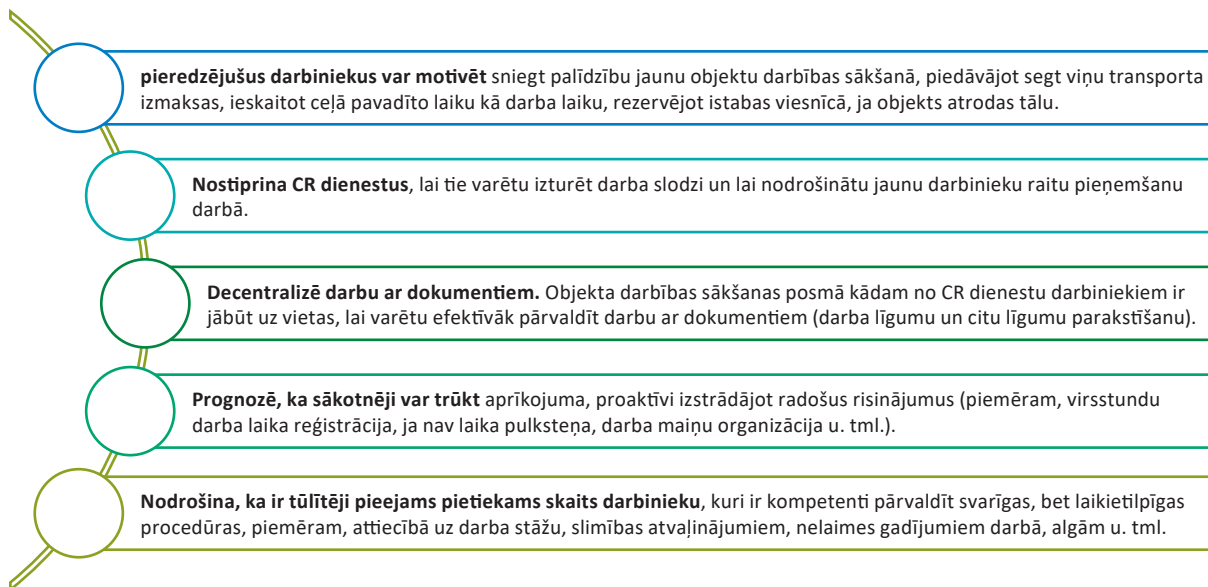 pieredzējušus darbiniekus var motivēt sniegt palīdzību jaunu objektu darbības sākšanā, piedāvājot segt viņu transporta
izmaksas, ieskaitot ceļā pavadīto laiku kā darba laiku, rezervējot istabas viesnīcā, ja objekts atrodas tālu.
Nostiprina CR dienestus, lai tie varētu izturēt darba slodzi un lai nodrošinātu jaunu darbinieku raitu pieņemšanu
darbā.
Decentralizē darbu ar dokumentiem. Objekta darbības sākšanas posmā kādam no CR dienestu darbiniekiem ir
jābūt uz vietas, lai varētu efektīvāk pārvaldīt darbu ar dokumentiem (darba līgumu un citu līgumu parakstīšanu).
Prognozē, ka sākotnēji var trūkt aprīkojuma, proaktīvi izstrādājot radošus risinājumus (piemēram, virsstundu
darba laika reģistrācija, ja nav laika pulksteņa, darba maiņu organizācija u. tml.).
Nodrošina, ka ir tūlītēji pieejams pietiekams skaits darbinieku, kuri ir kompetenti pārvaldīt svarīgas, bet laikietilpīgas
procedūras, piemēram, attiecībā uz darba stāžu, slimības atvaļinājumiem, nelaimes gadījumiem darbā, algām u. tml.